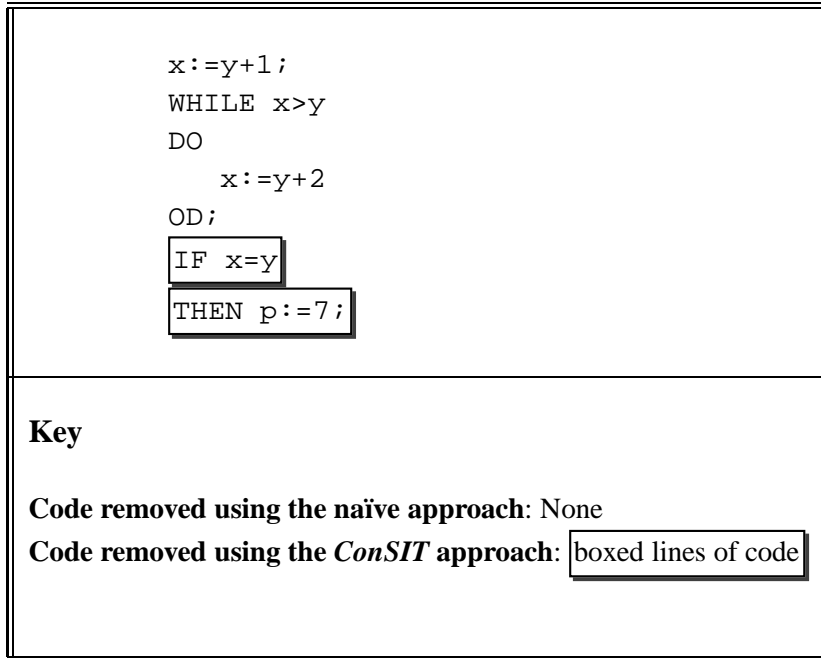 x:=y+1;
WHILE x>y
DO
x:=y+2
OD;
IF x=y
THEN p:=7;
Key
Code removed using the naïve approach: None
Code removed using the ConSIT approach: boxed lines of code